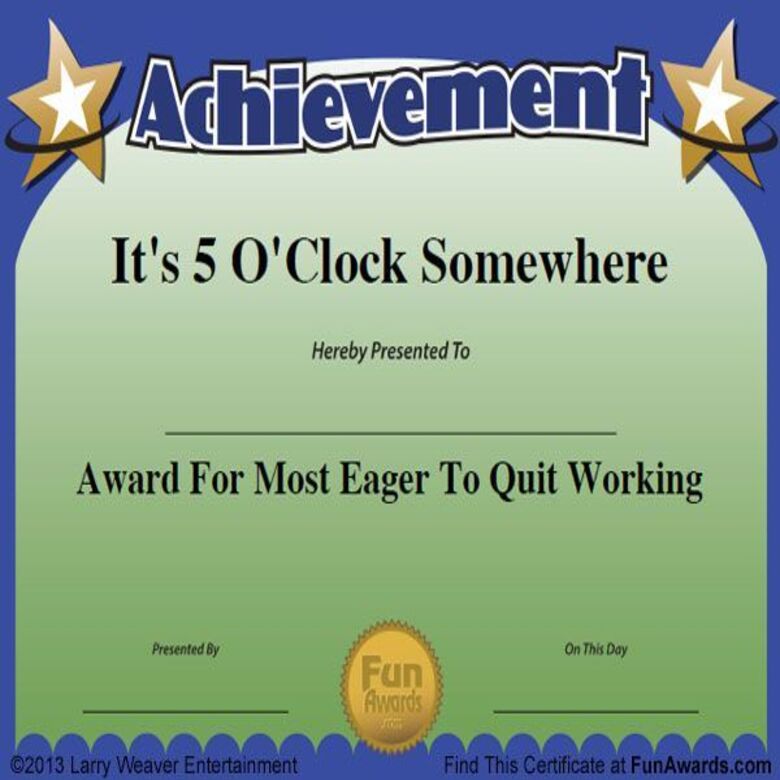 Achievement
It's 5 O'Clock Somewhere
Hereby Presented To
Award For Most Eager To Quit Working
Presented By
On This Day
Fun
Awards
.com
©2013 Larry Weaver Entertainment
Find This Certificate at FunAwards.com